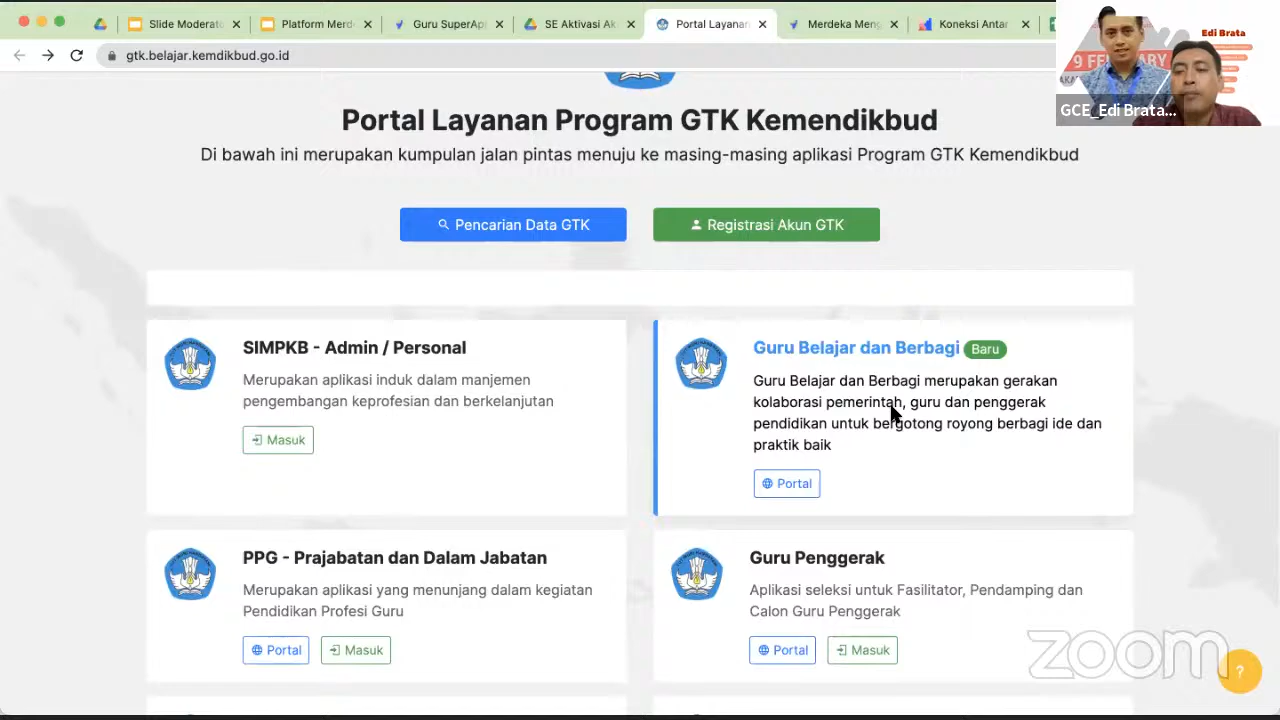 Slide Moderat
Platform Merd
Guru SuperAp
SE Aktivasi Ak
Portal Layanan
Merdeka Meng
Koneksi Antar
gtk.belajar.kemdikbud.go.id
Edi Brata
9 FEBRUARY
GCE_Edi Brata...
Portal Layanan Program GTK Kemendikbud
Di bawah ini merupakan kumpulan jalan pintas menuju ke masing-masing aplikasi Program GTK Kemendikbud
Pencarian Data GTK
Registrasi Akun GTK
SIMPKB - Admin / Personal
Merupakan aplikasi induk dalam manjemen
pengembangan keprofesian dan berkelanjutan
Masuk
Guru Belajar dan Berbagi Baru
Guru Belajar dan Berbagi merupakan gerakan
kolaborasi pemerintah, guru dan penggerak
pendidikan untuk bergotong royong berbagi ide dan
praktik baik
Portal
PPG - Prajabatan dan Dalam Jabatan
Merupakan aplikasi yang menunjang dalam kegiatan
Pendidikan Profesi Guru
Portal Masuk
Guru Penggerak
Aplikasi seleksi untuk Fasilitator, Pendamping dan
Calon Guru Penggerak
Portal Masuk
zoom
?